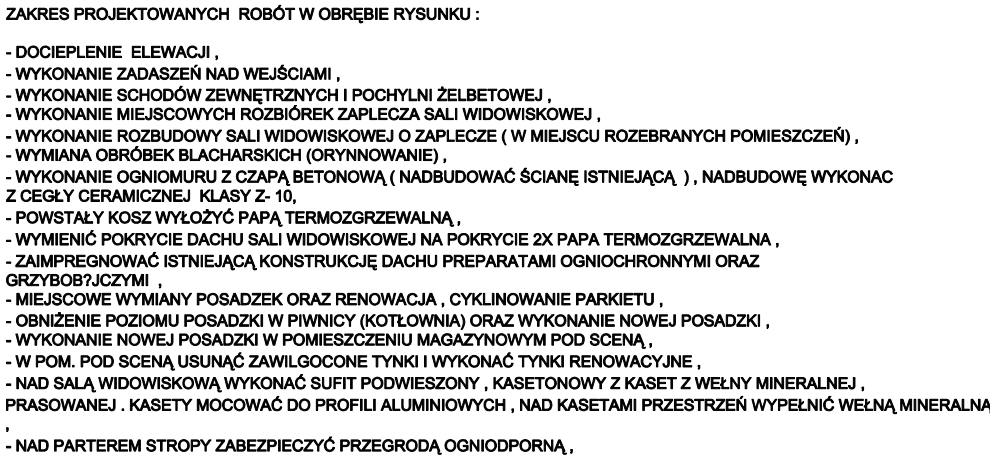 ZAKRES PROJEKTOWANYCH ROBÓT W OBRĘBIE RYSUNKU :
- DOCIEPLENIE ELEWACJI ,
- WYKONANIE ZADASZEŃ NAD WEJŚCIAMI ,
- WYKONANIE SCHODÓW ZEWNĘTRZNYCH I POCHYLNI ŻELBETOWEJ ,
- WYKONANIE MIEJSCOWYCH ROZBIÓREK ZAPLECZA SALI WIDOWISKOWEJ ,
- WYKONANIE ROZBUDOWY SALI WIDOWISKOWEJ O ZAPLECZE ( W MIEJSCU ROZEBRANYCH POMIESZCZEŃ) ,
- WYMIANA OBRÓBEK BLACHARSKICH (ORYNNOWANIE) ,
- WYKONANIE OGNIOMURU Z CZAPĄ BETONOWĄ ( NADBUDOWAĆ ŚCIANĘ ISTNIEJĄCĄ ) , NADBUDOWĘ WYKONAC
Z CEGŁY CERAMICZNEJ KLASY Z- 10,
- POWSTAŁY KOSZ WYŁOŻYĆ PAPĄ TERMOZGRZEWALNĄ ,
- WYMIENIĆ POKRYCIE DACHU SALI WIDOWISKOWEJ NA POKRYCIE 2X PAPA TERMOZGRZEWALNA ,
- ZAIMPREGNOWAĆ ISTNIEJĄCĄ KONSTRUKCJĘ DACHU PREPARATAMI OGNIOCHRONNYMI ORAZ
GRZYBOB?JCZYMI ,
- MIEJSCOWE WYMIANY POSADZEK ORAZ RENOWACJA , CYKLINOWANIE PARKIETU ,
- OBNIŻENIE POZIOMU POSADZKI W PIWNICY (KOTŁOWNIA) ORAZ WYKONANIE NOWEJ POSADZKI ,
- WYKONANIE NOWEJ POSADZKI W POMIESZCZENIU MAGAZYNOWYM POD SCENĄ ,
- W POM. POD SCENĄ USUNĄĆ ZAWILGOCONE TYNKI I WYKONAĆ TYNKI RENOWACYJNE ,
- NAD SALĄ WIDOWISKOWĄ WYKONAĆ SUFIT PODWIESZONY , KASETONOWY Z KASET Z WEŁNY MINERALNEJ ,
PRASOWANEJ . KASETY MOCOWAĆ DO PROFILI ALUMINIOWYCH , NAD KASETAMI PRZESTRZEŃ WYPEŁNIĆ WEŁNĄ MINERALNĄ
,
- NAD PARTEREM STROPY ZABEZPIECZYĆ PRZEGRODĄ OGNIODPORNĄ ,